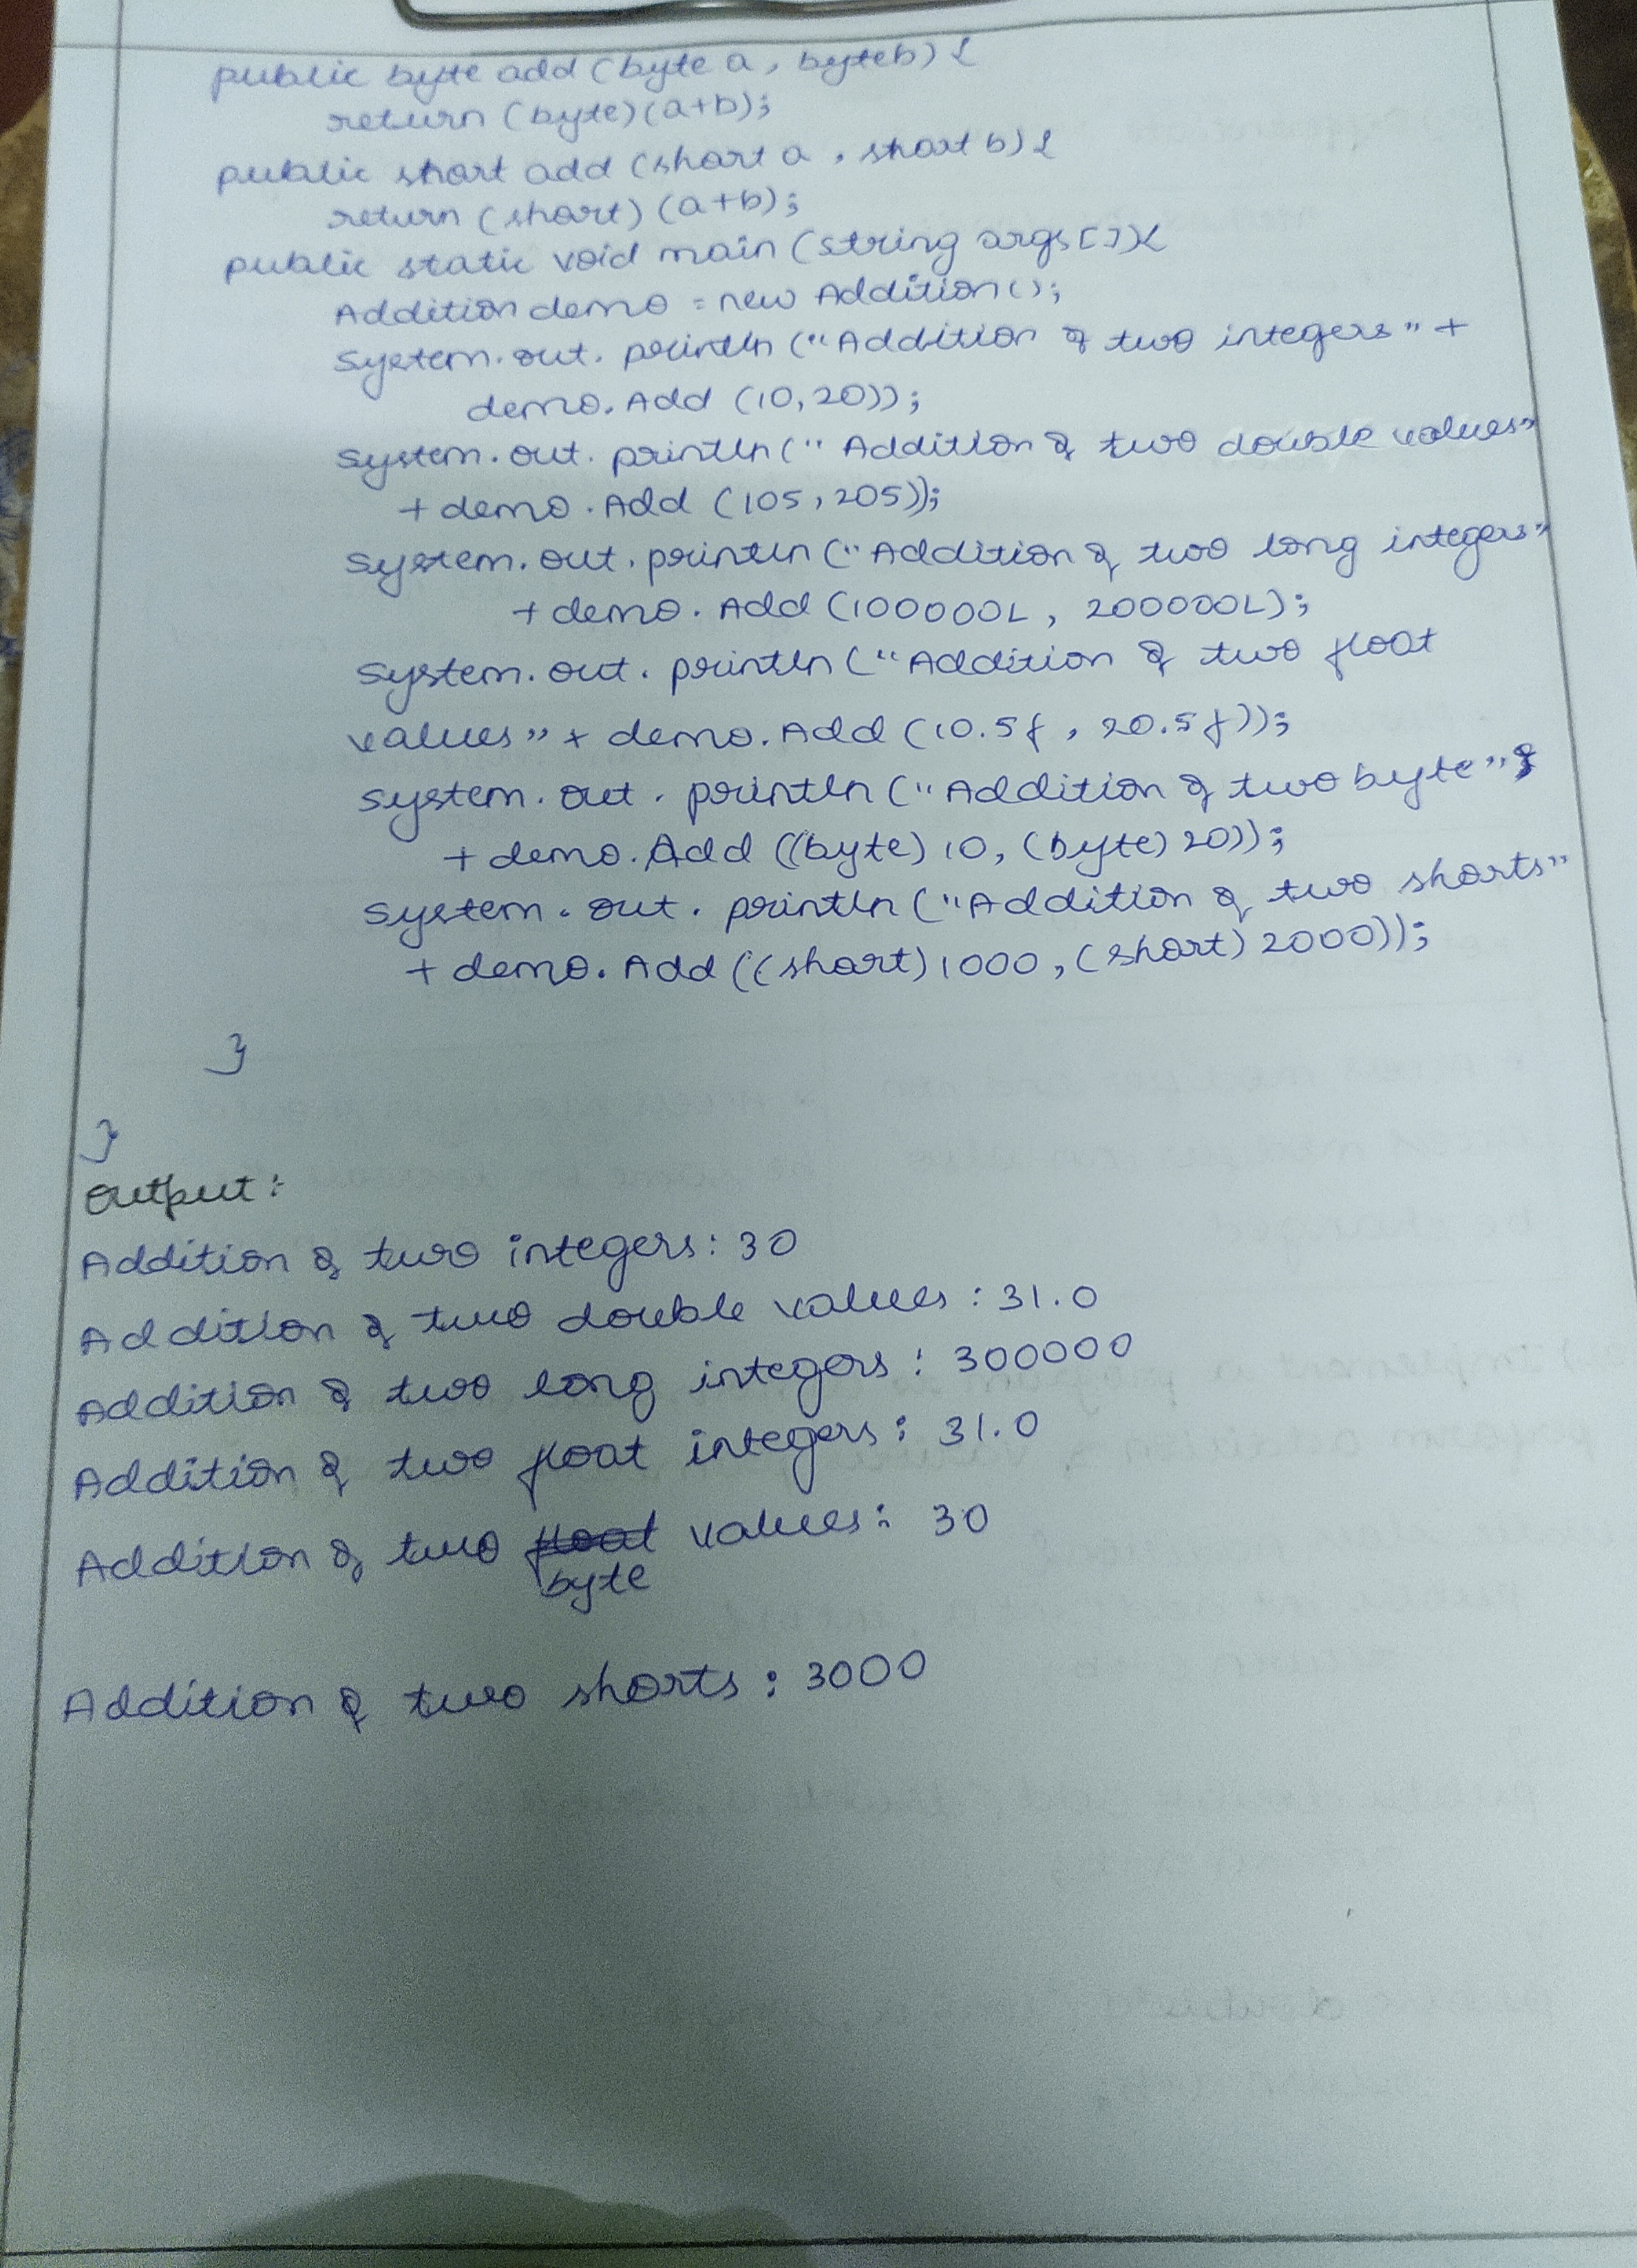 public byte add (byte a, byte b) {
return (byte) (a+b);
public short add (short a, short b) {
return (short) (a+b);
public static void main (string args []) {
Addition demo = new Addition ();
System.out.println ("Addition of two integers" +
demo.Add (10,20));
System.out.println (" Addition of two double values"
+ demo.Add (105, 205));
System.out.println ("Addition of two long integers"
+ demo.Add (100000L, 200000L);
System.out.println ("Addition of two float
values" + demo.Add (10.5f, 20.5f));
System.out.println ("Addition of two byte"
+ demo.Add ((byte) 10, (byte) 20));
System.out.println ("Addition of two shorts"
+ demo.Add ((short) 1000, (short) 2000));
}
}
Output:
Addition of two integers: 30
Addition of two double values: 31.0
Addition of two long integers: 300000
Addition of two float integers: 31.0
Addition of two float values: 30
byte
Addition of two shorts: 3000